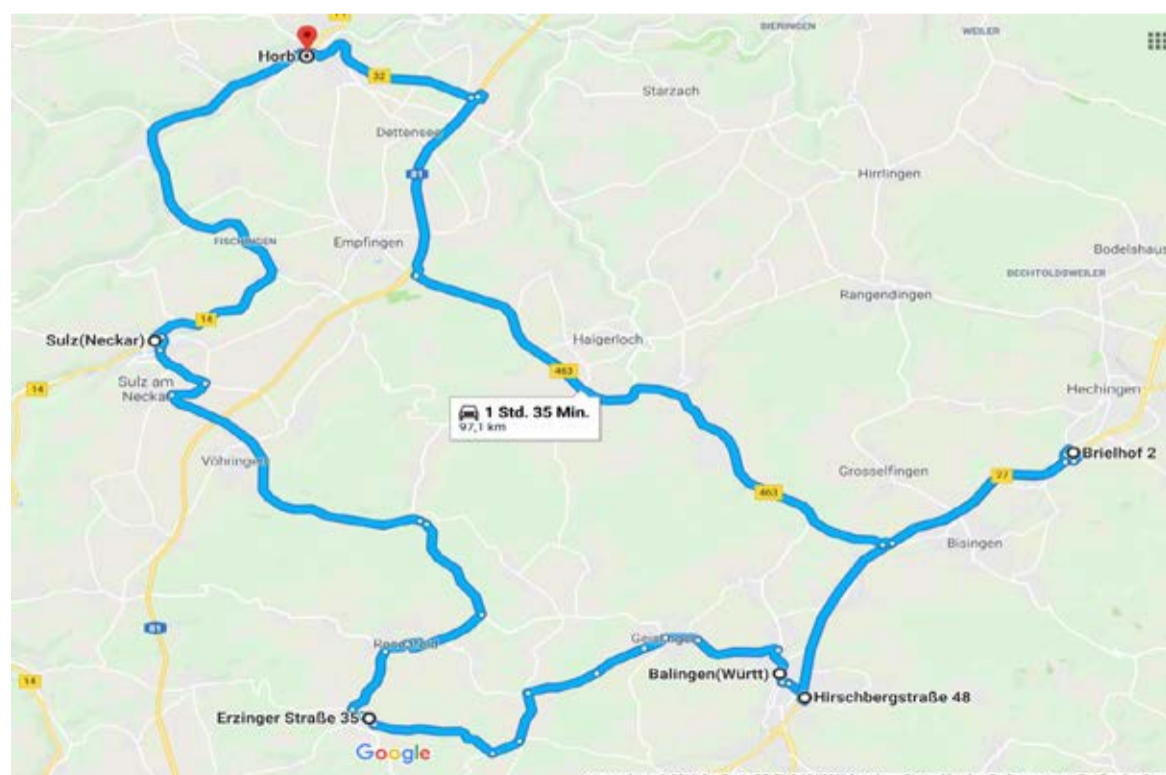 BIERINGEN
WEILER
Horb
32
Starzach
Dettensee
81
Hirrlingen
FISCHINGEN
Empfingen
Bodelshaus
BECHTOLDSWEILER
Rangendingen
14
Sulz(Neckar)
Haigerloch
463
14
Sulz am
Neckar
Hechingen
1 Std. 35 Min.
97,1 km
Vöhringen
Brielhof 2
Grosselfingen
27
463
Bisingen
81
14
Balingen(Württ)
Hirschbergstraße 48
Erzinger Straße 35
Google